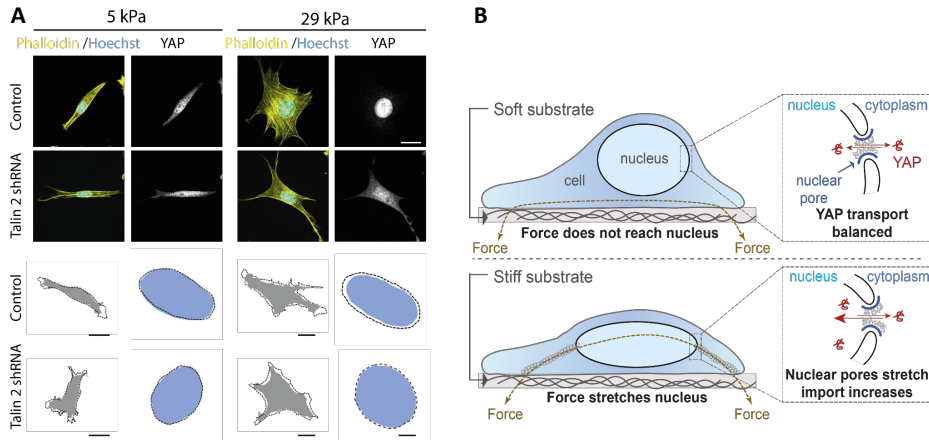 A
5 kPa
29 kPa
Phalloidin /Hoechst
YAP
Phalloidin /Hoechst
YAP
Control
Talin 2 shRNA
Control
Talin 2 shRNA
B
Soft substrate
nucleus
cell
Force does not reach nucleus
Force
Force
nucleus
cytoplasm
YAP
nuclear
pore
YAP transport
balanced
Stiff substrate
Force stretches nucleus
Force
Force
nucleus
cytoplasm
Nuclear pores stretch
import increases